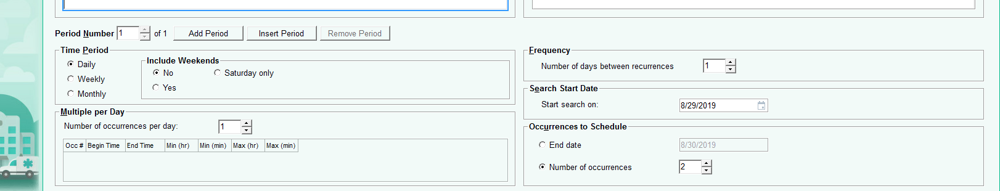 Period Number 1 of 1 Add Period Insert Period Remove Period
Time Period
Daily
Weekly
Monthly
Include Weekends
No Saturday only
Yes
Multiple per Day
Number of occurrences per day: 1
Occ # Begin Time End Time Min (hr) Min (min) Max (hr) Max (min)
Frequency
Number of days between recurrences 1
Search Start Date
Start search on: 8/29/2019
Occurrences to Schedule
End date 8/30/2019
Number of occurrences 2